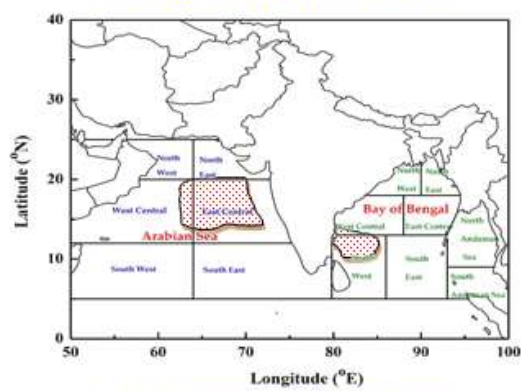 40
30
20
10
0
Latitude (°N)
North
West
North
East
West Central
East Central
Arabian Sea
South West
South East
North
West
North
East
Bay of Bengal
West Central
East Central
North
Andaman
Sea
West
South
East
South
Andaman Sea
50
60
70
80
90
100
Longitude (°E)